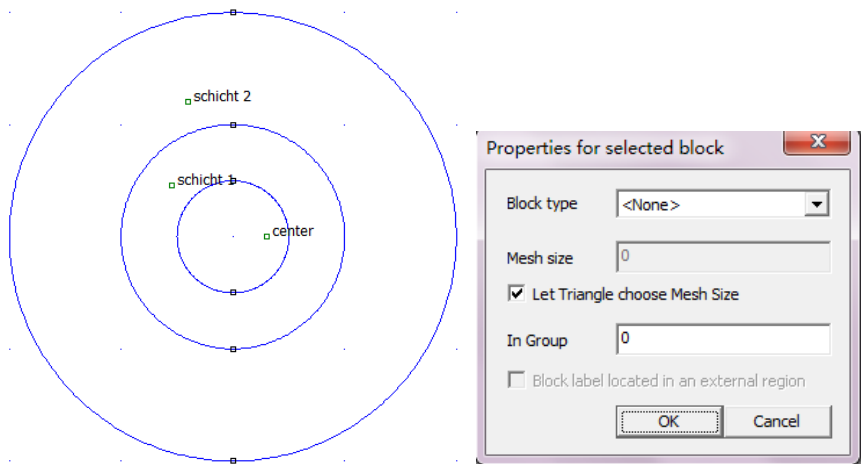 schicht 2
schicht 1
center
Properties for selected block
Block type
<None>
Mesh size
0
Let Triangle choose Mesh Size
In Group
0
Block label located in an external region
OK
Cancel